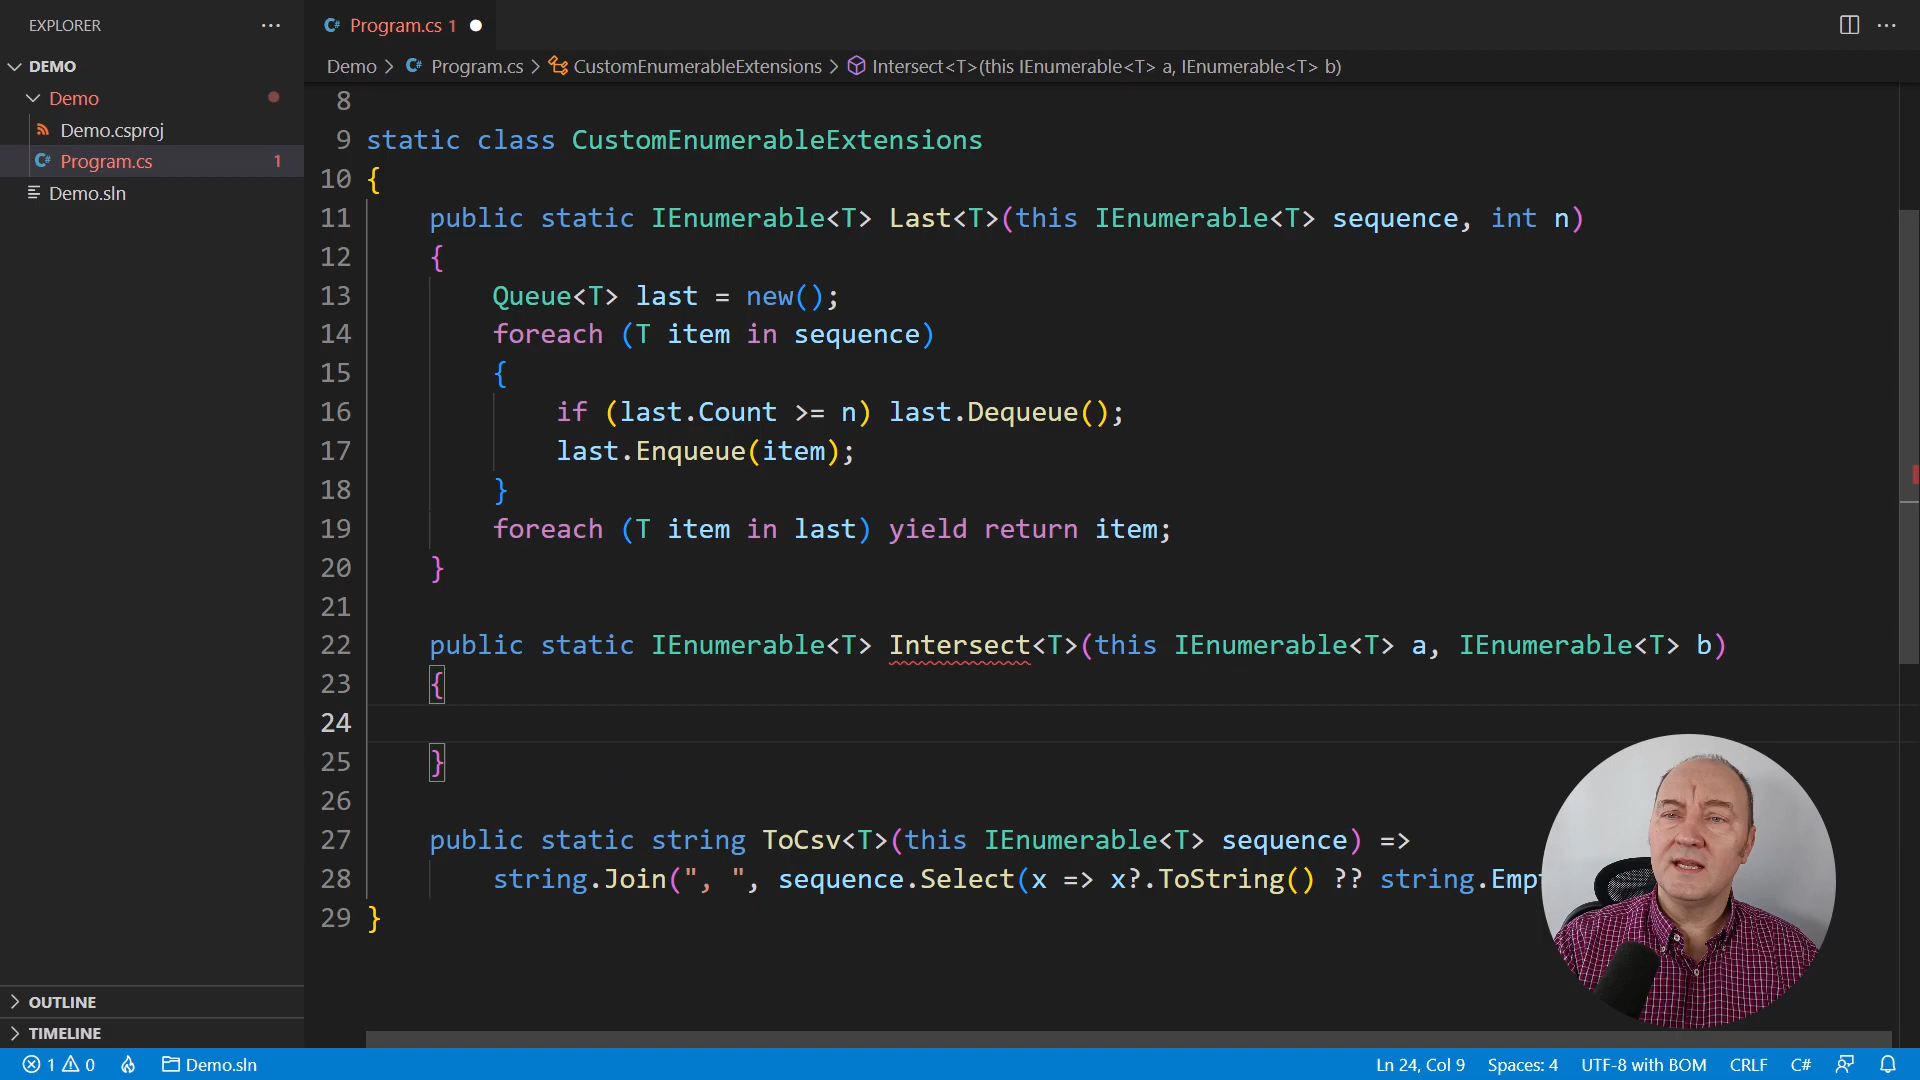 EXPLORER
DEMO
Demo
Demo.csproj
Program.cs 1
Demo.sln
OUTLINE
TIMELINE
Program.cs 1
Demo > Program.cs > CustomEnumerableExtensions > Intersect<T>(this IEnumerable<T> a, IEnumerable<T> b)
8
9 static class CustomEnumerableExtensions
10 {
11 public static IEnumerable<T> Last<T>(this IEnumerable<T> sequence, int n)
12 {
13 Queue<T> last = new();
14 foreach (T item in sequence)
15 {
16 if (last.Count >= n) last.Dequeue();
17 last.Enqueue(item);
18 }
19 foreach (T item in last) yield return item;
20 }
21
22 public static IEnumerable<T> Intersect<T>(this IEnumerable<T> a, IEnumerable<T> b)
23 {
24
25 }
26
27 public static string ToCsv<T>(this IEnumerable<T> sequence) =>
28 string.Join(", ", sequence.Select(x => x?.ToString() ?? string.Emp
29 }
1 0 Demo.sln Ln 24, Col 9 Spaces: 4 UTF-8 with BOM CRLF C#